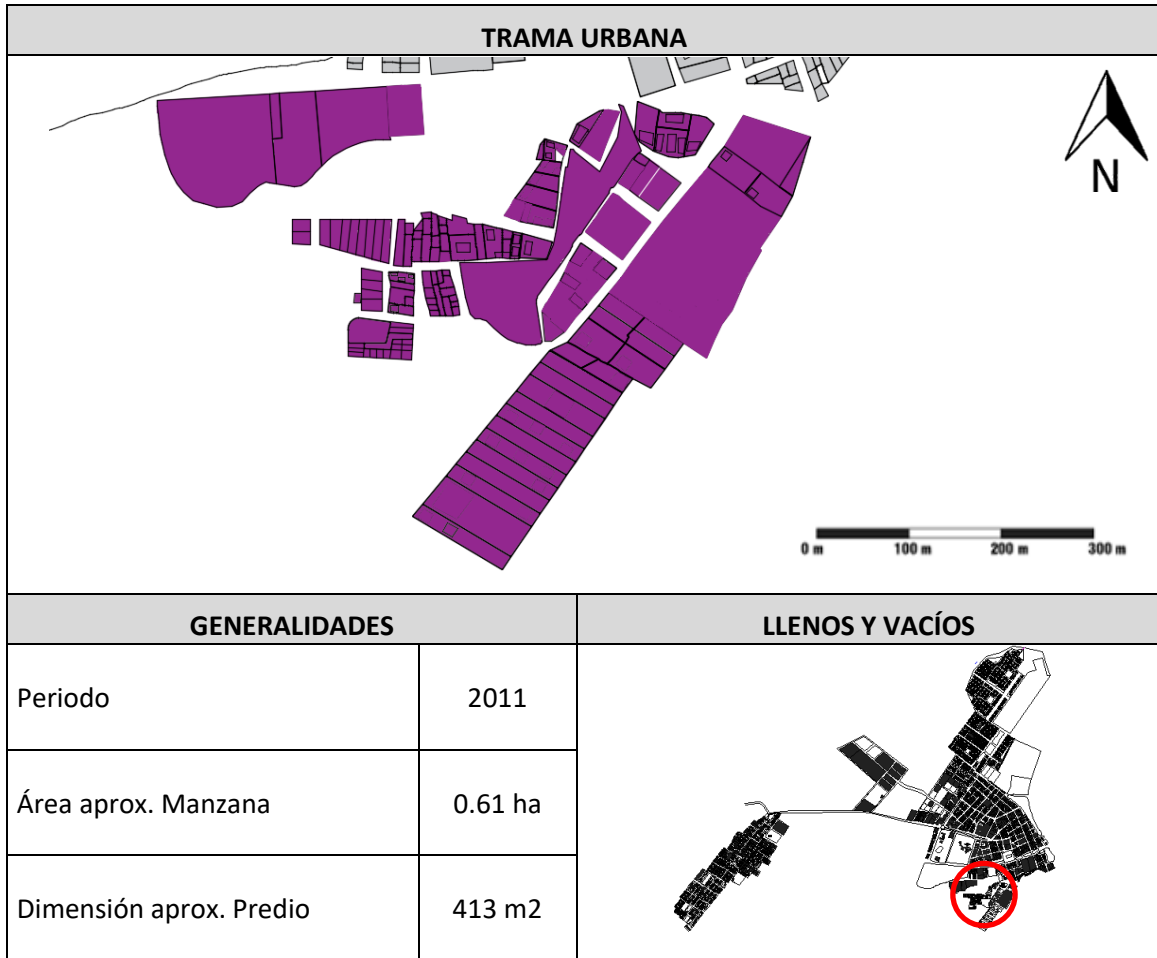 TRAMA URBANA
N
0 m 100 m 200 m 300 m
GENERALIDADES
LLENOS Y VACÍOS
Periodo 2011
Área aprox. Manzana 0.61 ha
Dimensión aprox. Predio 413 m2